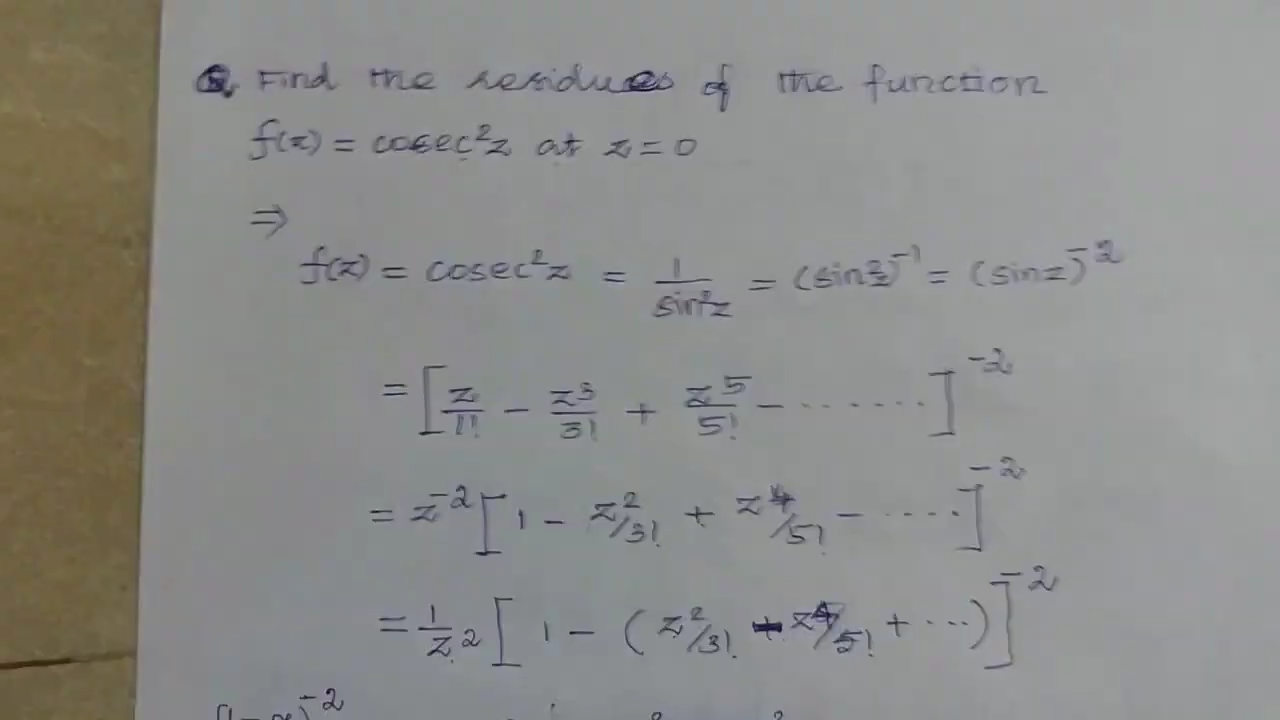 Q. Find the residues of the function
f(z) = cosec²z at z = 0
⇒
f(z) = cosec²z = 1/sin²z = (sin²z)⁻¹ = (sin z)⁻²
= [z/1! - z³/3! + z⁵/5! - ........]⁻²
= z⁻² [1 - z²/3! + z⁴/5! - .....]⁻²
= 1/z² [1 - (z²/3! - z⁴/5! + ...)]⁻²